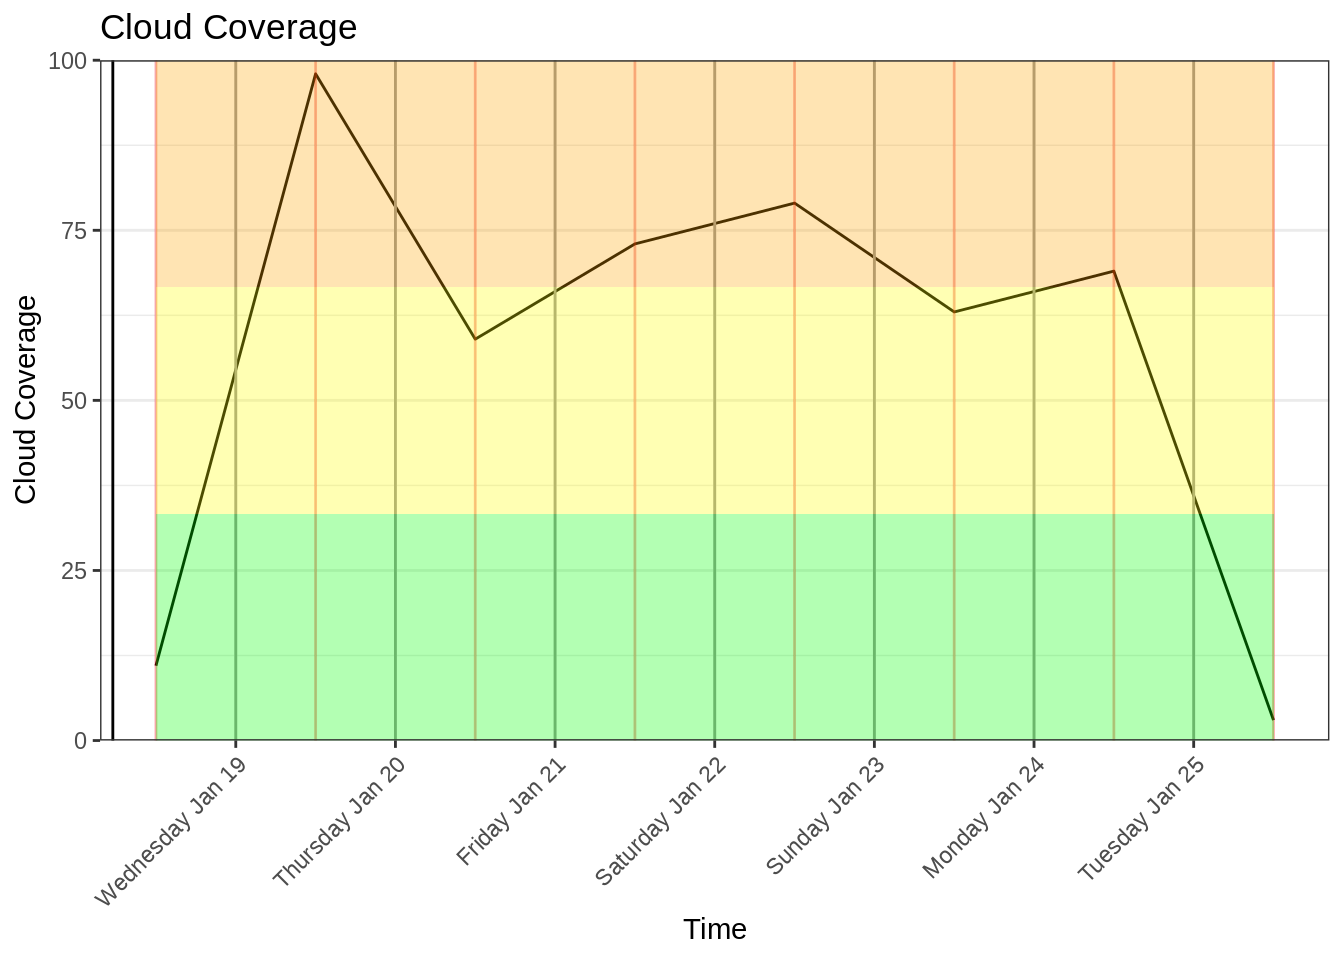 Cloud Coverage
Cloud Coverage
100
75
50
25
0
Wednesday Jan 19
Thursday Jan 20
Friday Jan 21
Saturday Jan 22
Sunday Jan 23
Monday Jan 24
Tuesday Jan 25
Time